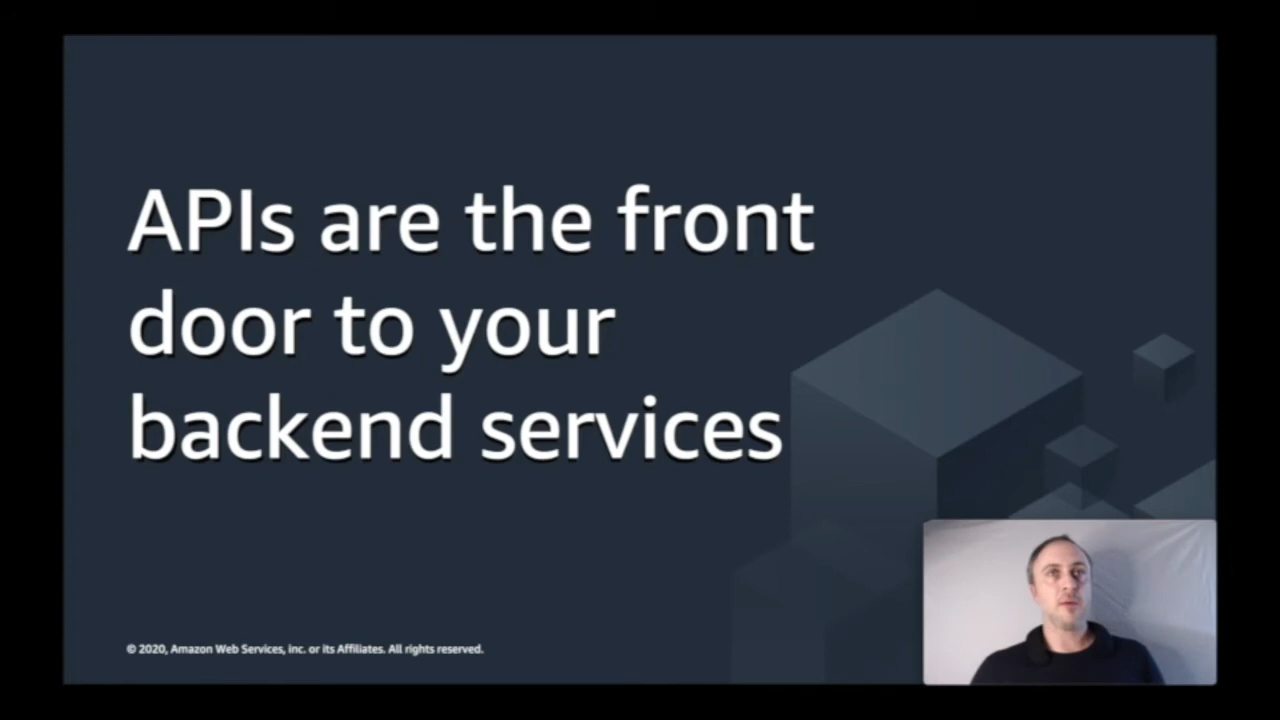 APIs are the front
door to your
backend services
© 2020, Amazon Web Services, inc. or its Affiliates. All rights reserved.